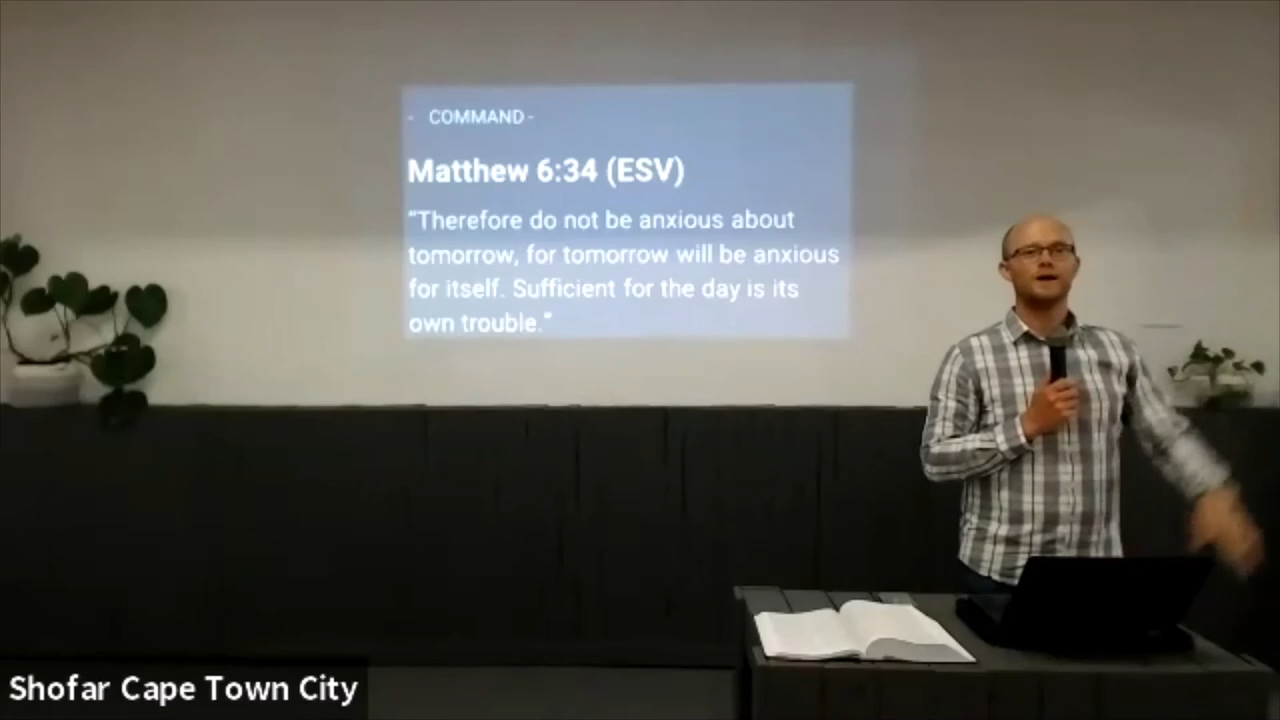 - COMMAND -
Matthew 6:34 (ESV)
“Therefore do not be anxious about
tomorrow, for tomorrow will be anxious
for itself. Sufficient for the day is its
own trouble.”
Shofar Cape Town City